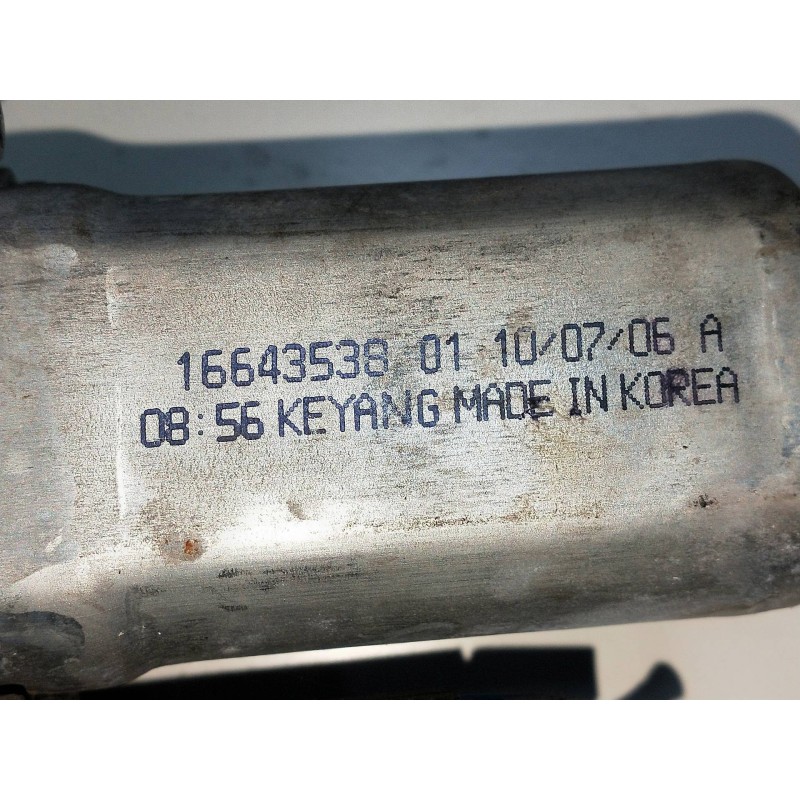 16643538 01 10/07/06 A
08:56 KEYANG MADE IN KOREA